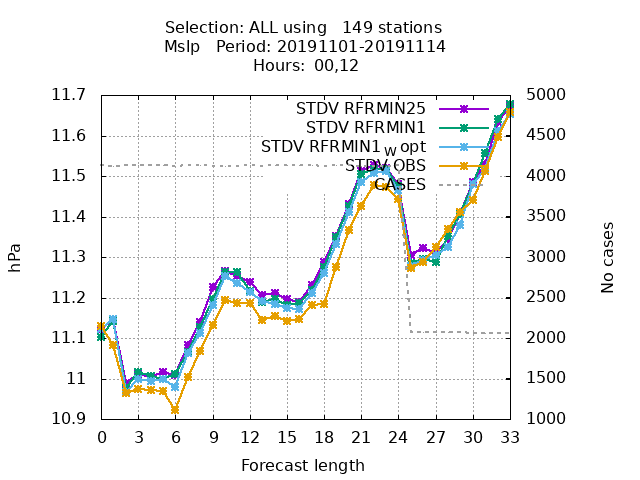 Selection: ALL using   149 stations
Mslp   Period: 20191101-20191114
Hours:  00,12
11.7
11.6
11.5
11.4
11.3
11.2
11.1
11
10.9
hPa
STDV RFRMIN25
STDV RFRMIN1
STDV RFRMIN1w opt
STDV OBS
CASES
5000
4500
4000
3500
3000
2500
2000
1500
1000
No cases
0 3 6 9 12 15 18 21 24 27 30 33
Forecast length